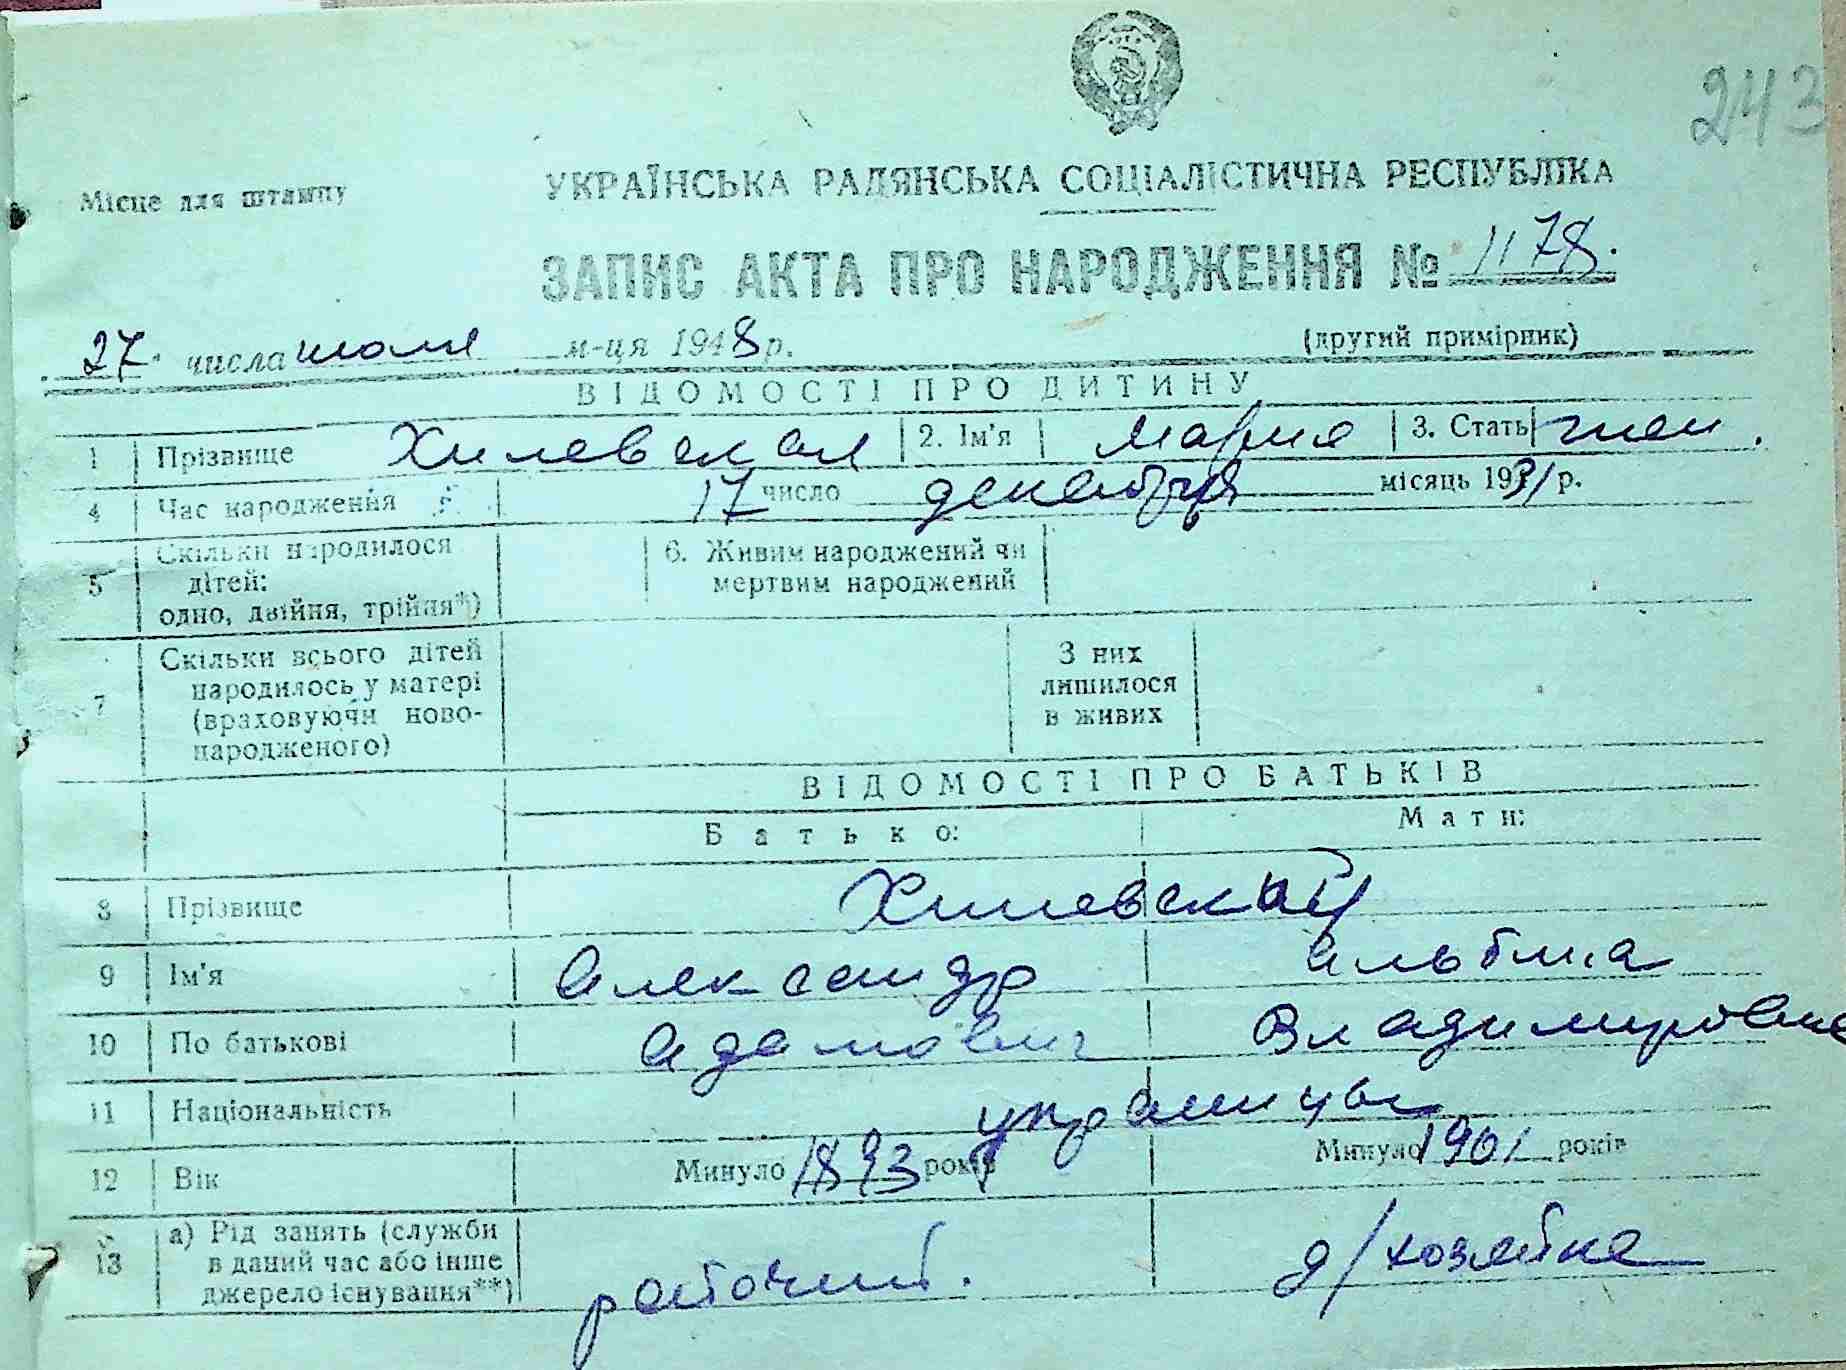 243
Місце для штампу
УКРАЇНСЬКА РАДЯНСЬКА СОЦІАЛІСТИЧНА РЕСПУБЛІКА
ЗАПИС АКТА ПРО НАРОДЖЕННЯ № 1178.
27. числа июля м-ця 1948 р. (другий примірник)
ВІДОМОСТІ ПРО ДИТИНУ
1 Прізвище Хилевская 2. Ім'я Мария 3. Стать жен.
4 Час народження 17 число декабря місяць 1931 р.
5 Скільки народилося дітей: одно, двійня, трійня*) 6. Живим народжений чи мертвим народжений
7 Скільки всього дітей народилось у матері (враховуючи новонародженого) З них лишилося в живих
ВІДОМОСТІ ПРО БАТЬКІВ
Батько: Мати:
8 Прізвище Хилевский
9 Ім'я Александр Альбина
10 По батькові Адамович Владимировна
11 Національність украинцы
12 Вік Минуло 1893 років Минуло 1901 років
13 а) Рід занять (служби в даний час або інше джерело існування**) рабочий. д/хозяйка